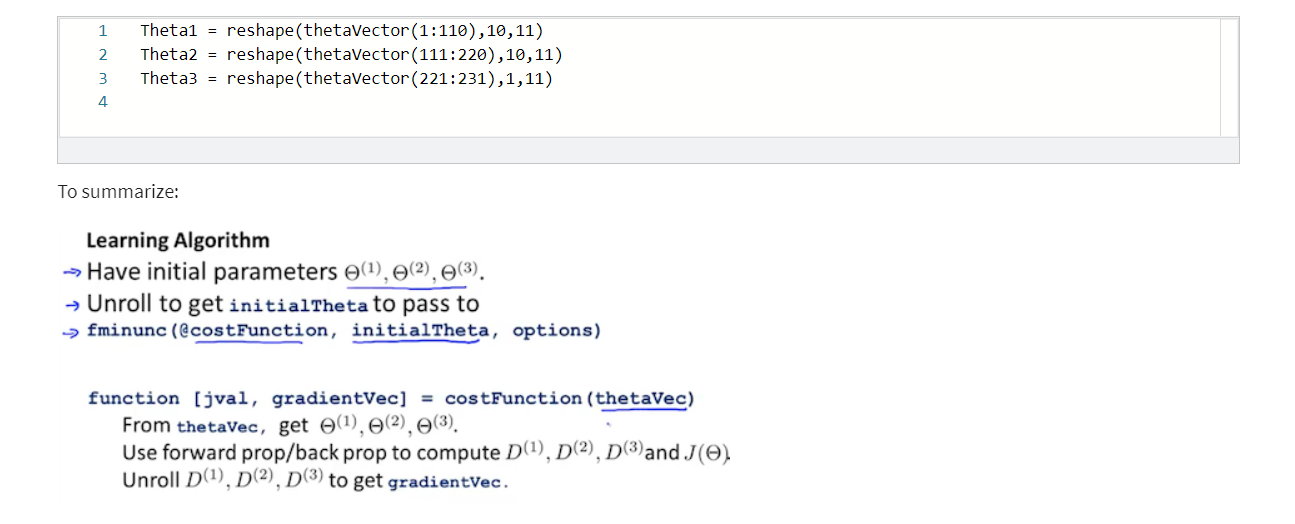 1 Theta1 = reshape(thetaVector(1:110),10,11)
2 Theta2 = reshape(thetaVector(111:220),10,11)
3 Theta3 = reshape(thetaVector(221:231),1,11)
4
To summarize:
Learning Algorithm
→ Have initial parameters Θ⁽¹⁾, Θ⁽²⁾, Θ⁽³⁾.
→ Unroll to get initialTheta to pass to
→ fminunc(@costFunction, initialTheta, options)
function [jval, gradientVec] = costFunction(thetaVec)
From thetaVec, get Θ⁽¹⁾, Θ⁽²⁾, Θ⁽³⁾.
Use forward prop/back prop to compute D⁽¹⁾, D⁽²⁾, D⁽³⁾ and J(Θ).
Unroll D⁽¹⁾, D⁽²⁾, D⁽³⁾ to get gradientVec.